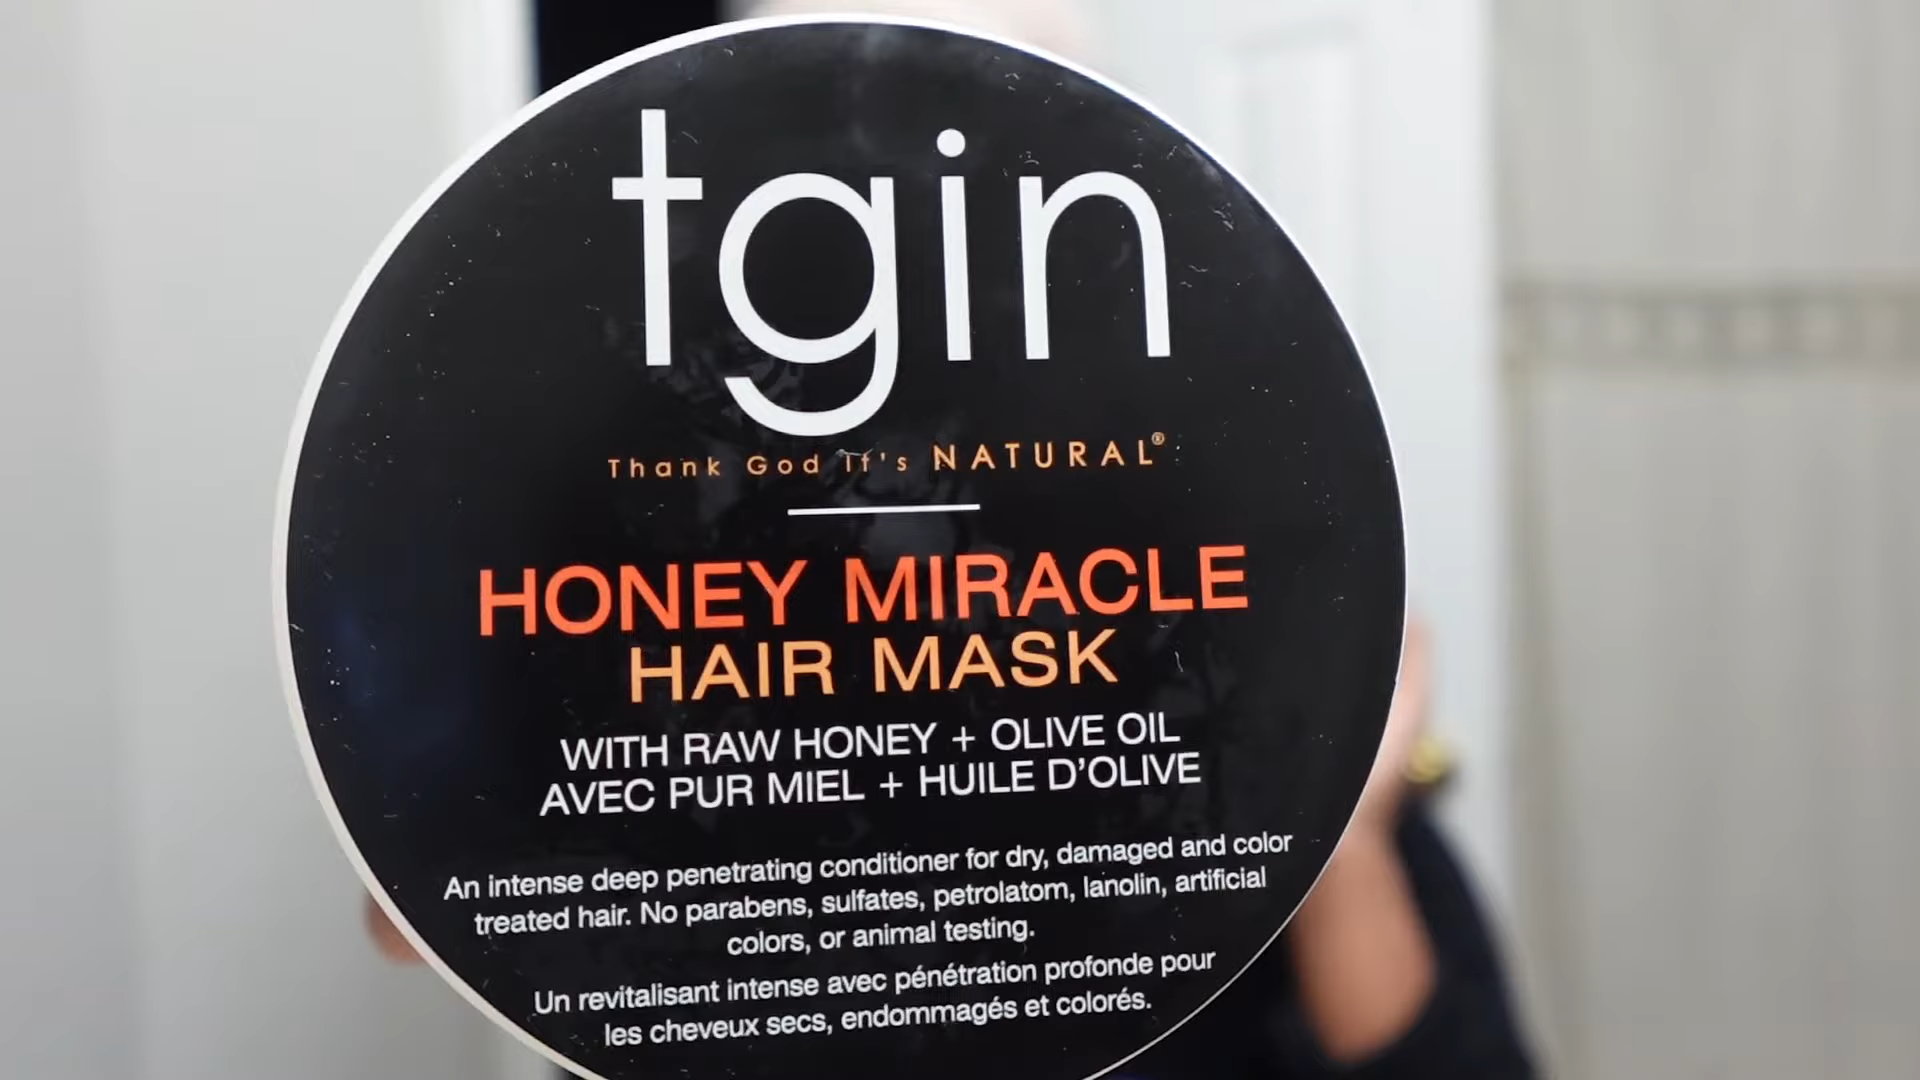 tgin
Thank God It's NATURAL®
HONEY MIRACLE
HAIR MASK
WITH RAW HONEY + OLIVE OIL
AVEC PUR MIEL + HUILE D'OLIVE
An intense deep penetrating conditioner for dry, damaged and color
treated hair. No parabens, sulfates, petrolatom, lanolin, artificial
colors, or animal testing.
Un revitalisant intense avec pénétration profonde pour
les cheveux secs, endommagés et colorés.